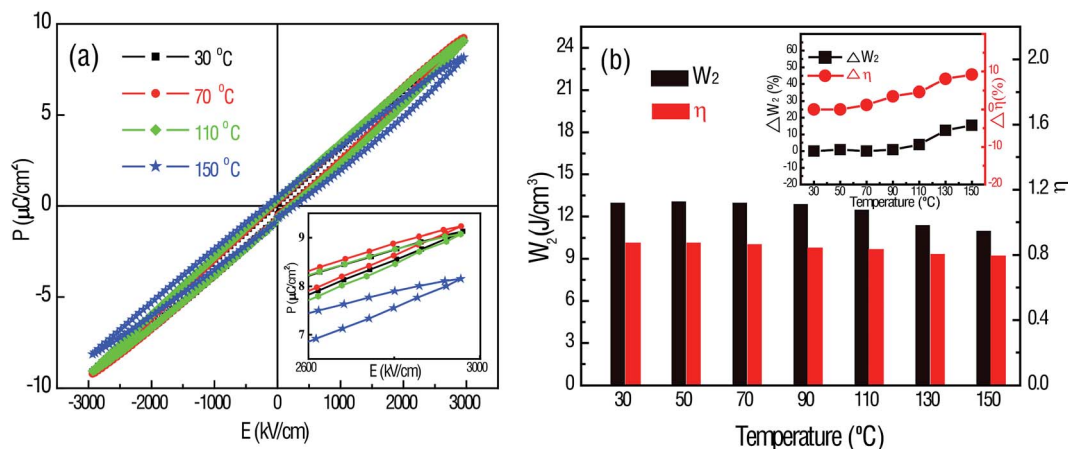 (a)
30 °C
70 °C
110 °C
150 °C
P (μC/cm²)
10
5
0
-5
-10
-3000 -2000 -1000 0 1000 2000 3000
E (kV/cm)
P (μC/cm²)
9
8
7
2600 3000
E (kV/cm)
(b)
W₂
η
W₂ (J/cm³)
24
21
18
15
12
9
6
3
0
30 50 70 90 110 130 150
Temperature (ºC)
2.0
1.6
1.2
0.8
0.4
0.0
η
△W₂
△η
△W₂ (%)
60
50
40
30
20
10
0
-10
-20
30 50 70 90 110 130 150
Temperature (ºC)
10
0
-10
-20
△η(%)